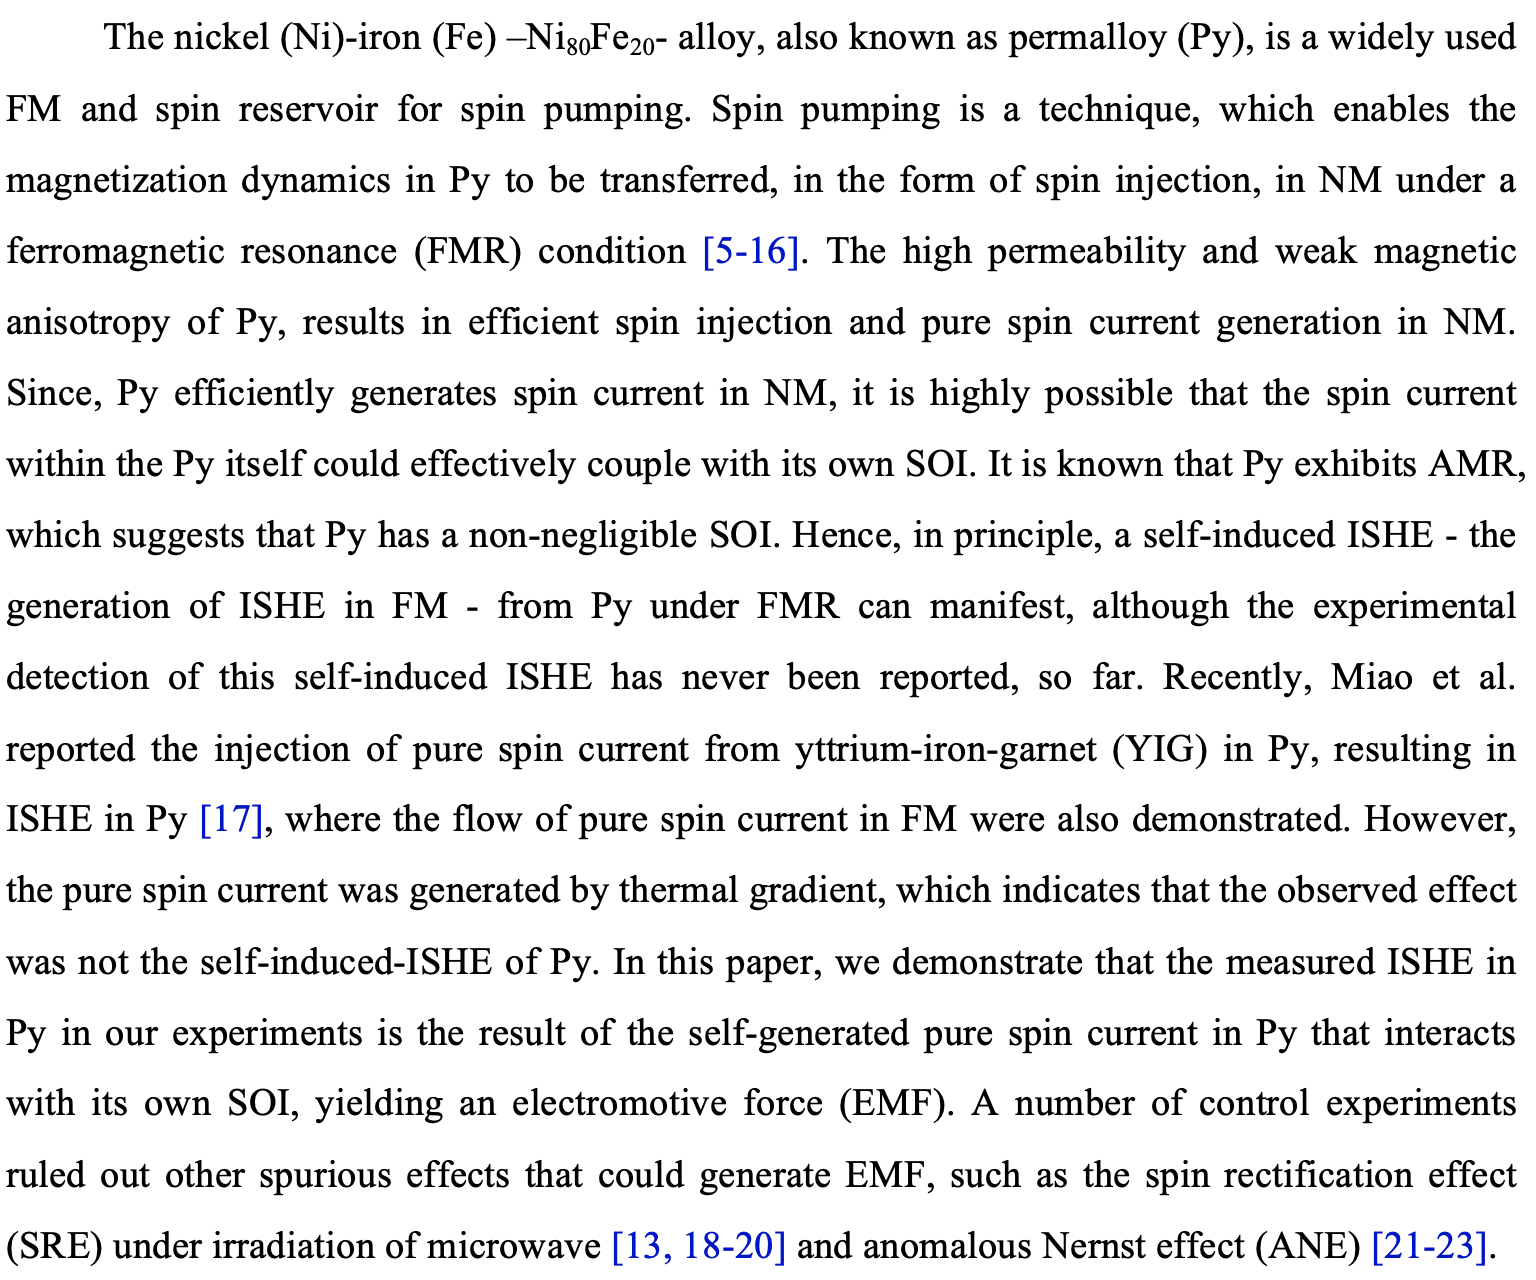 The nickel (Ni)-iron (Fe) –Ni₈₀Fe₂₀- alloy, also known as permalloy (Py), is a widely used
FM and spin reservoir for spin pumping. Spin pumping is a technique, which enables the
magnetization dynamics in Py to be transferred, in the form of spin injection, in NM under a
ferromagnetic resonance (FMR) condition [5-16]. The high permeability and weak magnetic
anisotropy of Py, results in efficient spin injection and pure spin current generation in NM.
Since, Py efficiently generates spin current in NM, it is highly possible that the spin current
within the Py itself could effectively couple with its own SOI. It is known that Py exhibits AMR,
which suggests that Py has a non-negligible SOI. Hence, in principle, a self-induced ISHE - the
generation of ISHE in FM - from Py under FMR can manifest, although the experimental
detection of this self-induced ISHE has never been reported, so far. Recently, Miao et al.
reported the injection of pure spin current from yttrium-iron-garnet (YIG) in Py, resulting in
ISHE in Py [17], where the flow of pure spin current in FM were also demonstrated. However,
the pure spin current was generated by thermal gradient, which indicates that the observed effect
was not the self-induced-ISHE of Py. In this paper, we demonstrate that the measured ISHE in
Py in our experiments is the result of the self-generated pure spin current in Py that interacts
with its own SOI, yielding an electromotive force (EMF). A number of control experiments
ruled out other spurious effects that could generate EMF, such as the spin rectification effect
(SRE) under irradiation of microwave [13, 18-20] and anomalous Nernst effect (ANE) [21-23].